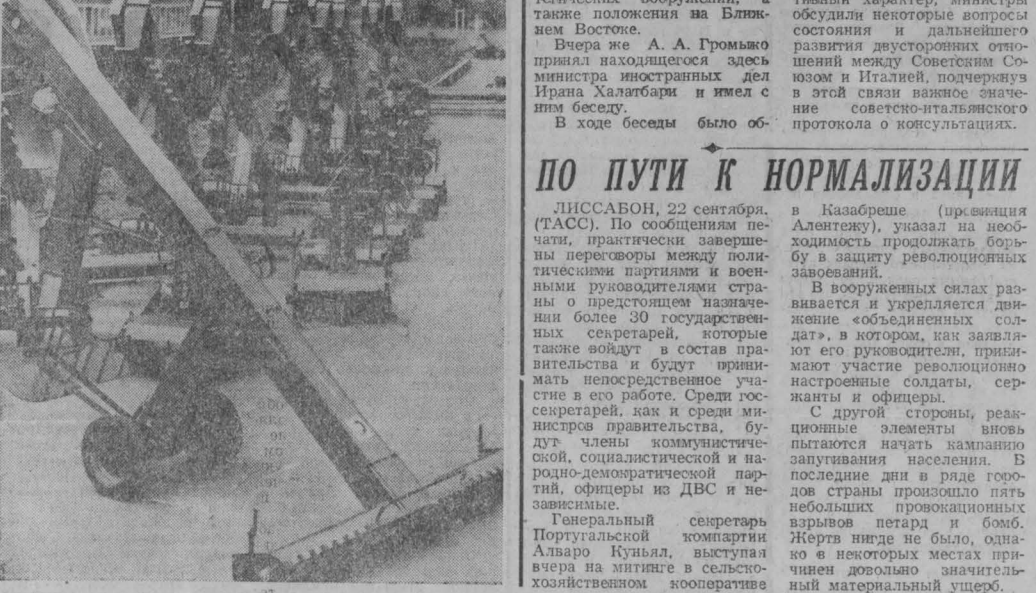 также положения на Ближ-
нем Востоке.
Вчера же А. А. Громыко
принял находящегося здесь
министра иностранных дел
Ирана Халатбари и имел с
ним беседу.
В ходе беседы было об-
тивный характер, министры
обсудили некоторые вопросы
состояния и дальнейшего
развития двусторонних отно-
шений между Советским Со-
юзом и Италией, подчеркнув
в этой связи важное значе-
ние советско-итальянского
протокола о консультациях.
ПО ПУТИ К НОРМАЛИЗАЦИИ
ЛИССАБОН, 22 сентября.
(ТАСС). По сообщениям пе-
чати, практически заверше-
ны переговоры между поли-
тическими партиями и воен-
ными руководителями стра-
ны о предстоящем назначе-
нии более 30 государствен-
ных секретарей, которые
также войдут в состав пра-
вительства и будут прини-
мать непосредственное уча-
стие в его работе. Среди гос-
секретарей, как и среди ми-
нистров правительства, бу-
дут члены коммунистиче-
ской, социалистической и на-
родно-демократической пар-
тий, офицеры из ДВС и не-
зависимые.
Генеральный секретарь
Португальской компартии
Алваро Куньял, выступая
вчера на митинге в сельско-
хозяйственном кооперативе
в Казабреше (провинция
Алентежу), указал на необ-
ходимость продолжать борь-
бу в защиту революционных
завоеваний.
В вооруженных силах раз-
вивается и укрепляется дви-
жение «объединенных сол-
дат», в котором, как заявля-
ют его руководители, прини-
мают участие революционно
настроенные солдаты, сер-
жанты и офицеры.
С другой стороны, реак-
ционные элементы вновь
пытаются начать кампанию
запугивания населения. В
последние дни в ряде горо-
дов страны произошло пять
небольших провокационных
взрывов петард и бомб.
Жертв нигде не было, одна-
ко в некоторых местах при-
чинен довольно значитель-
ный материальный ущерб.